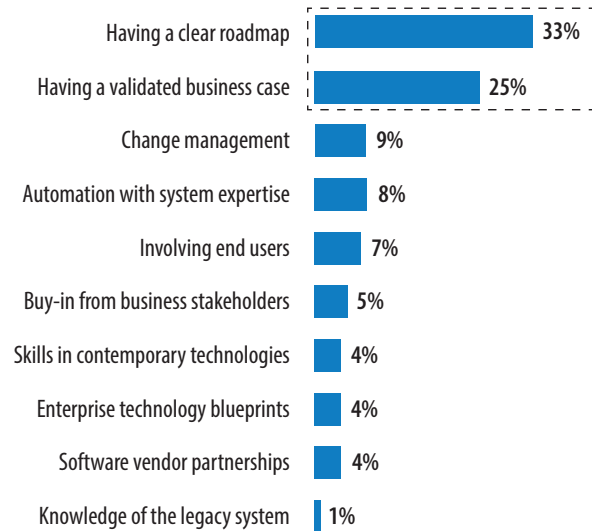 Having a clear roadmap 33%
Having a validated business case 25%
Change management 9%
Automation with system expertise 8%
Involving end users 7%
Buy-in from business stakeholders 5%
Skills in contemporary technologies 4%
Enterprise technology blueprints 4%
Software vendor partnerships 4%
Knowledge of the legacy system 1%